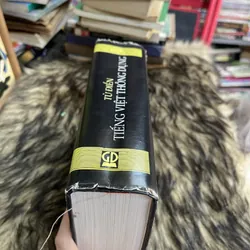 TỪ ĐIỂN
TIẾNG VIỆT THÔNG DỤNG